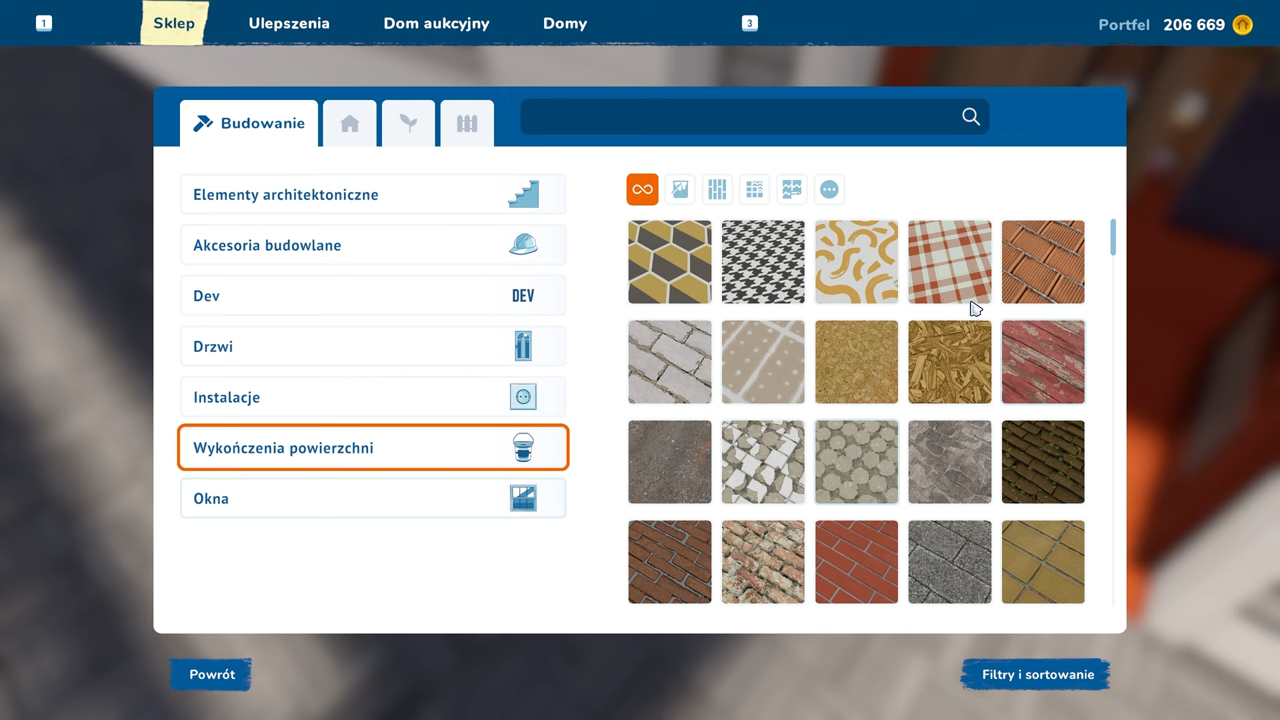 1
Sklep
Ulepszenia
Dom aukcyjny
Domy
3
Portfel
206 669
Budowanie
Elementy architektoniczne
Akcesoria budowlane
Dev
DEV
Drzwi
Instalacje
Wykończenia powierzchni
Okna
Powrót
Filtry i sortowanie